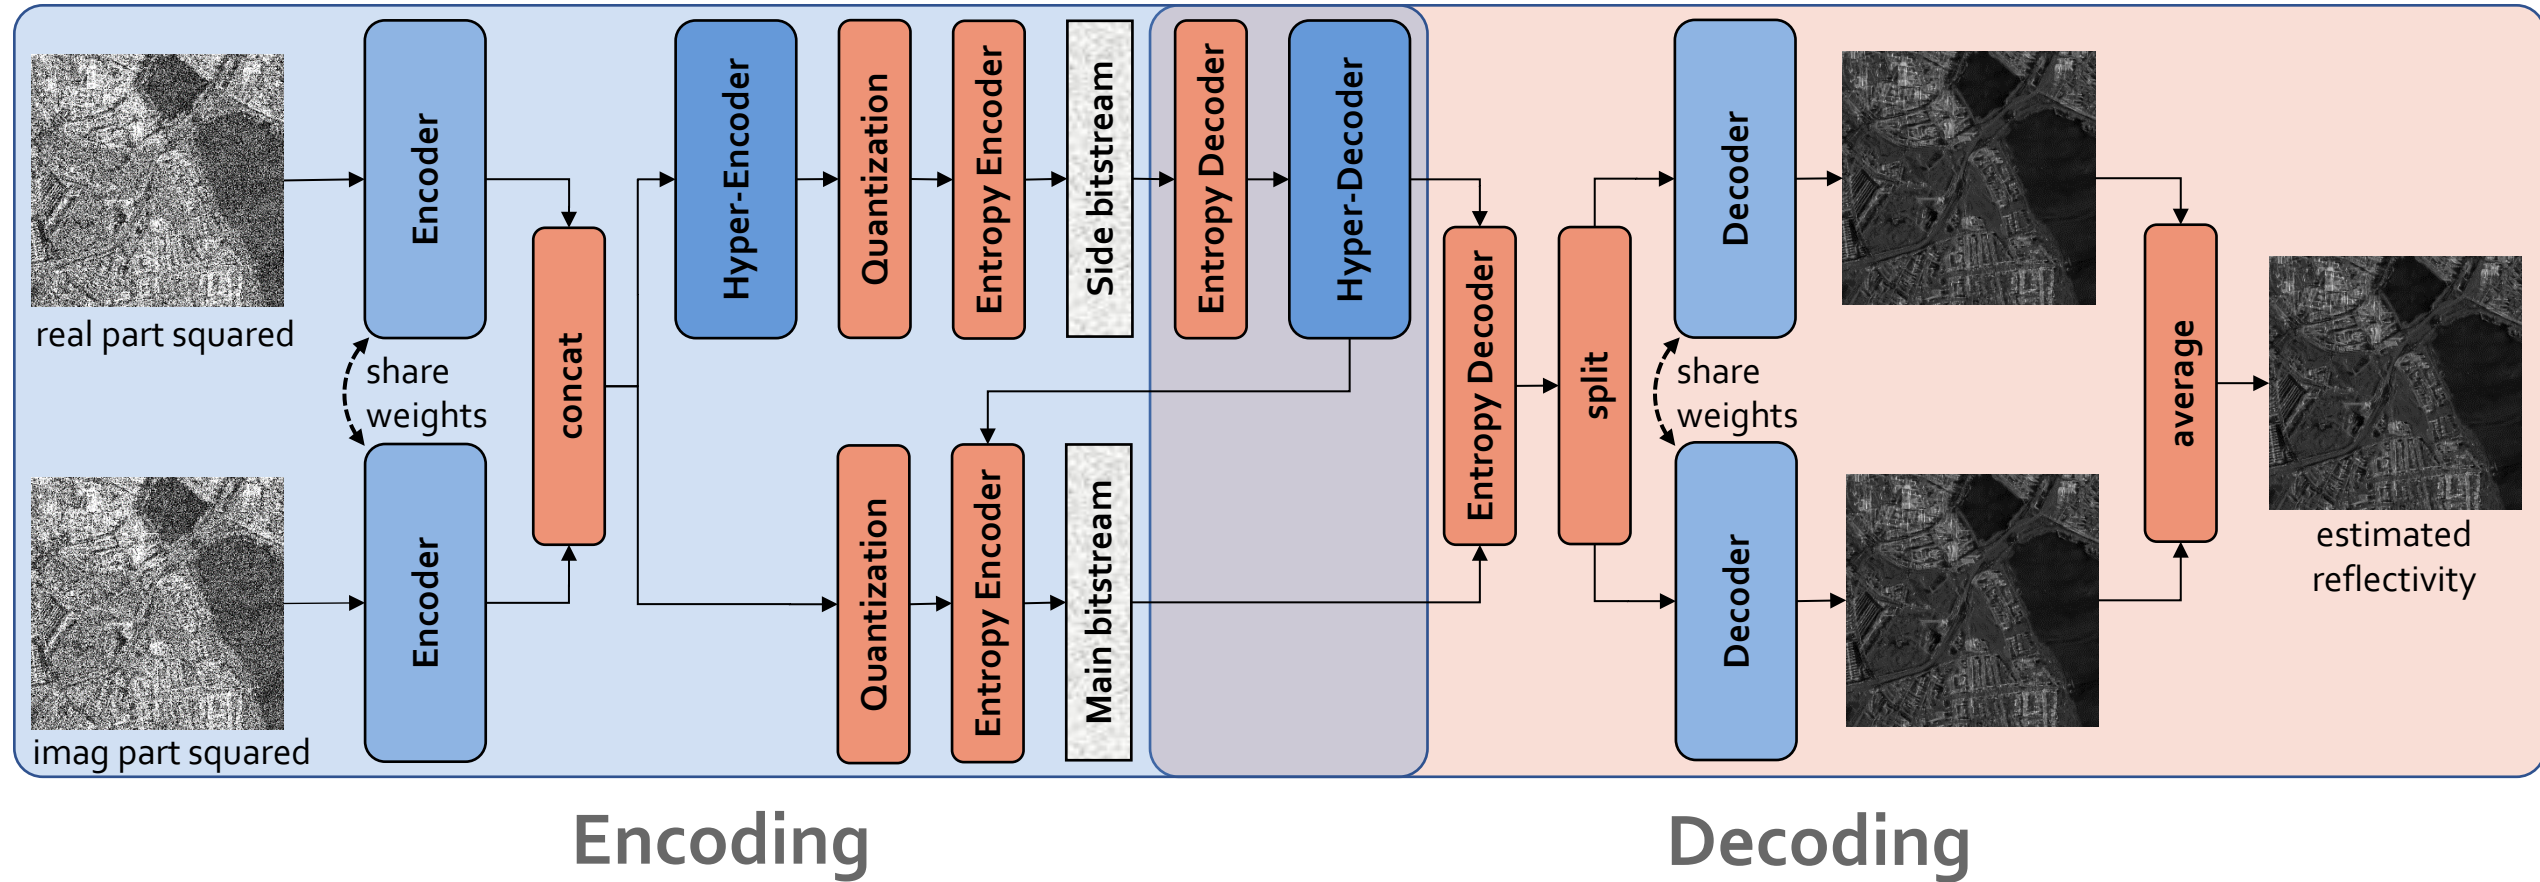 real part squared
imag part squared
Encoder
share
weights
Encoder
concat
Hyper-Encoder
Quantization
Entropy Encoder
Side bitstream
Entropy Decoder
Hyper-Decoder
Quantization
Entropy Encoder
Main bitstream
Entropy Decoder
split
Decoder
share
weights
Decoder
average
estimated
reflectivity
Encoding
Decoding